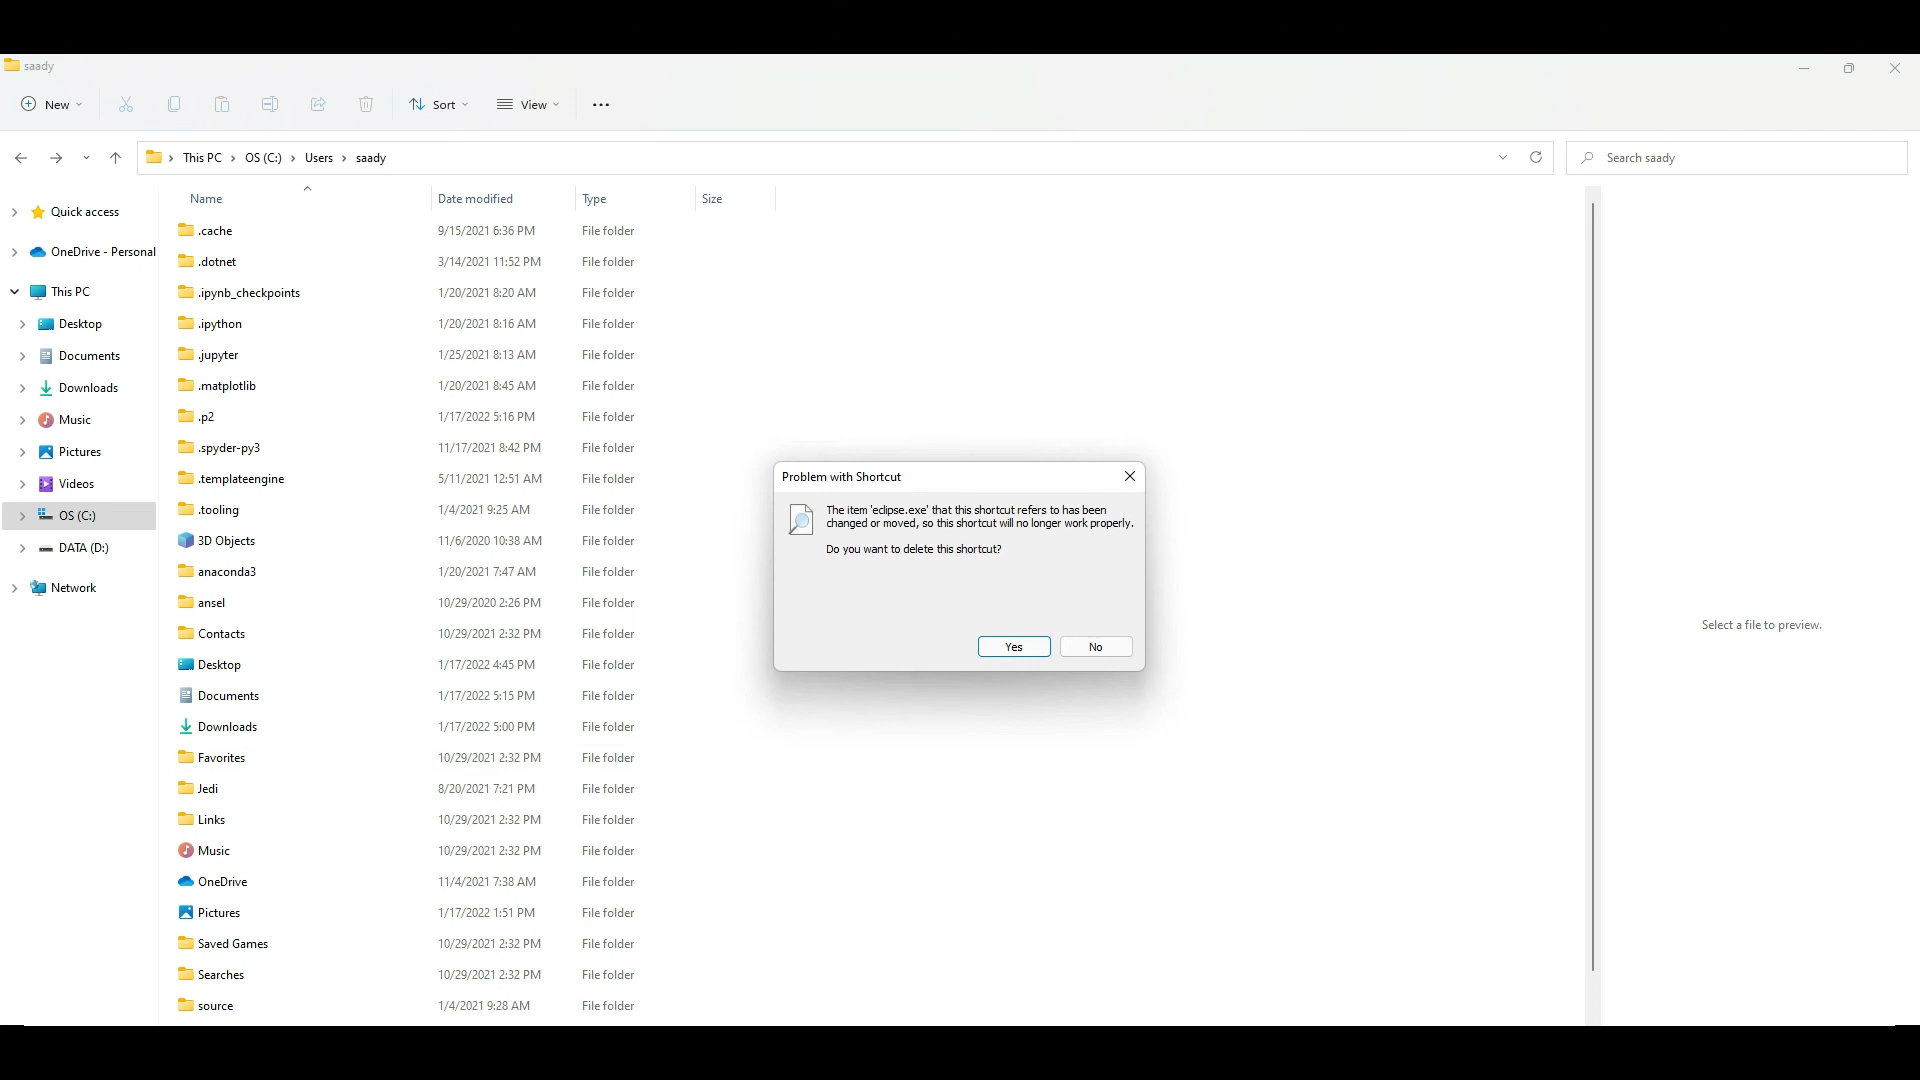 saady
New
Sort
View
This PC
OS (C:)
Users
saady
Search saady
Name Date modified Type Size
Quick access
OneDrive - Personal
This PC
Desktop
Documents
Downloads
Music
Pictures
Videos
OS (C:)
DATA (D:)
Network
.cache 9/15/2021 6:36 PM File folder
.dotnet 3/14/2021 11:52 PM File folder
.ipynb_checkpoints 1/20/2021 8:20 AM File folder
.ipython 1/20/2021 8:16 AM File folder
.jupyter 1/25/2021 8:13 AM File folder
.matplotlib 1/20/2021 8:45 AM File folder
.p2 1/17/2022 5:16 PM File folder
.spyder-py3 11/17/2021 8:42 PM File folder
.templateengine 5/11/2021 12:51 AM File folder
.tooling 1/4/2021 9:25 AM File folder
3D Objects 11/6/2020 10:38 AM File folder
anaconda3 1/20/2021 7:47 AM File folder
ansel 10/29/2020 2:26 PM File folder
Contacts 10/29/2021 2:32 PM File folder
Desktop 1/17/2022 4:45 PM File folder
Documents 1/17/2022 5:15 PM File folder
Downloads 1/17/2022 5:00 PM File folder
Favorites 10/29/2021 2:32 PM File folder
Jedi 8/20/2021 7:21 PM File folder
Links 10/29/2021 2:32 PM File folder
Music 10/29/2021 2:32 PM File folder
OneDrive 11/4/2021 7:38 AM File folder
Pictures 1/17/2022 1:51 PM File folder
Saved Games 10/29/2021 2:32 PM File folder
Searches 10/29/2021 2:32 PM File folder
source 1/4/2021 9:28 AM File folder
Problem with Shortcut
The item 'eclipse.exe' that this shortcut refers to has been
changed or moved, so this shortcut will no longer work properly.
Do you want to delete this shortcut?
Yes
No
Select a file to preview.